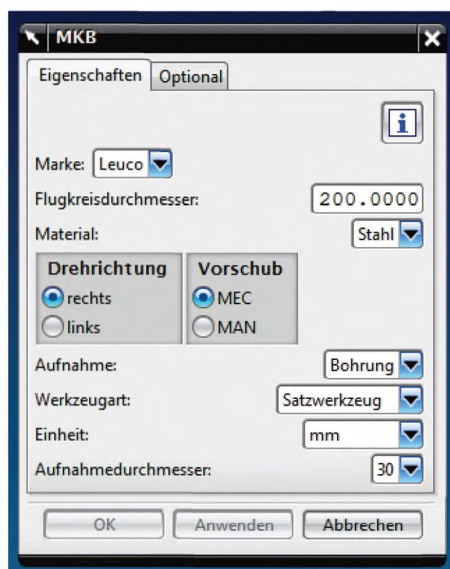 MKB
Eigenschaften Optional
Marke: Leuco
Flugkreisdurchmesser: 200.0000
Material: Stahl
Drehrichtung Vorschub
rechts MEC
links MAN
Aufnahme: Bohrung
Werkzeugart: Satzwerkzeug
Einheit: mm
Aufnahmedurchmesser: 30
OK Anwenden Abbrechen